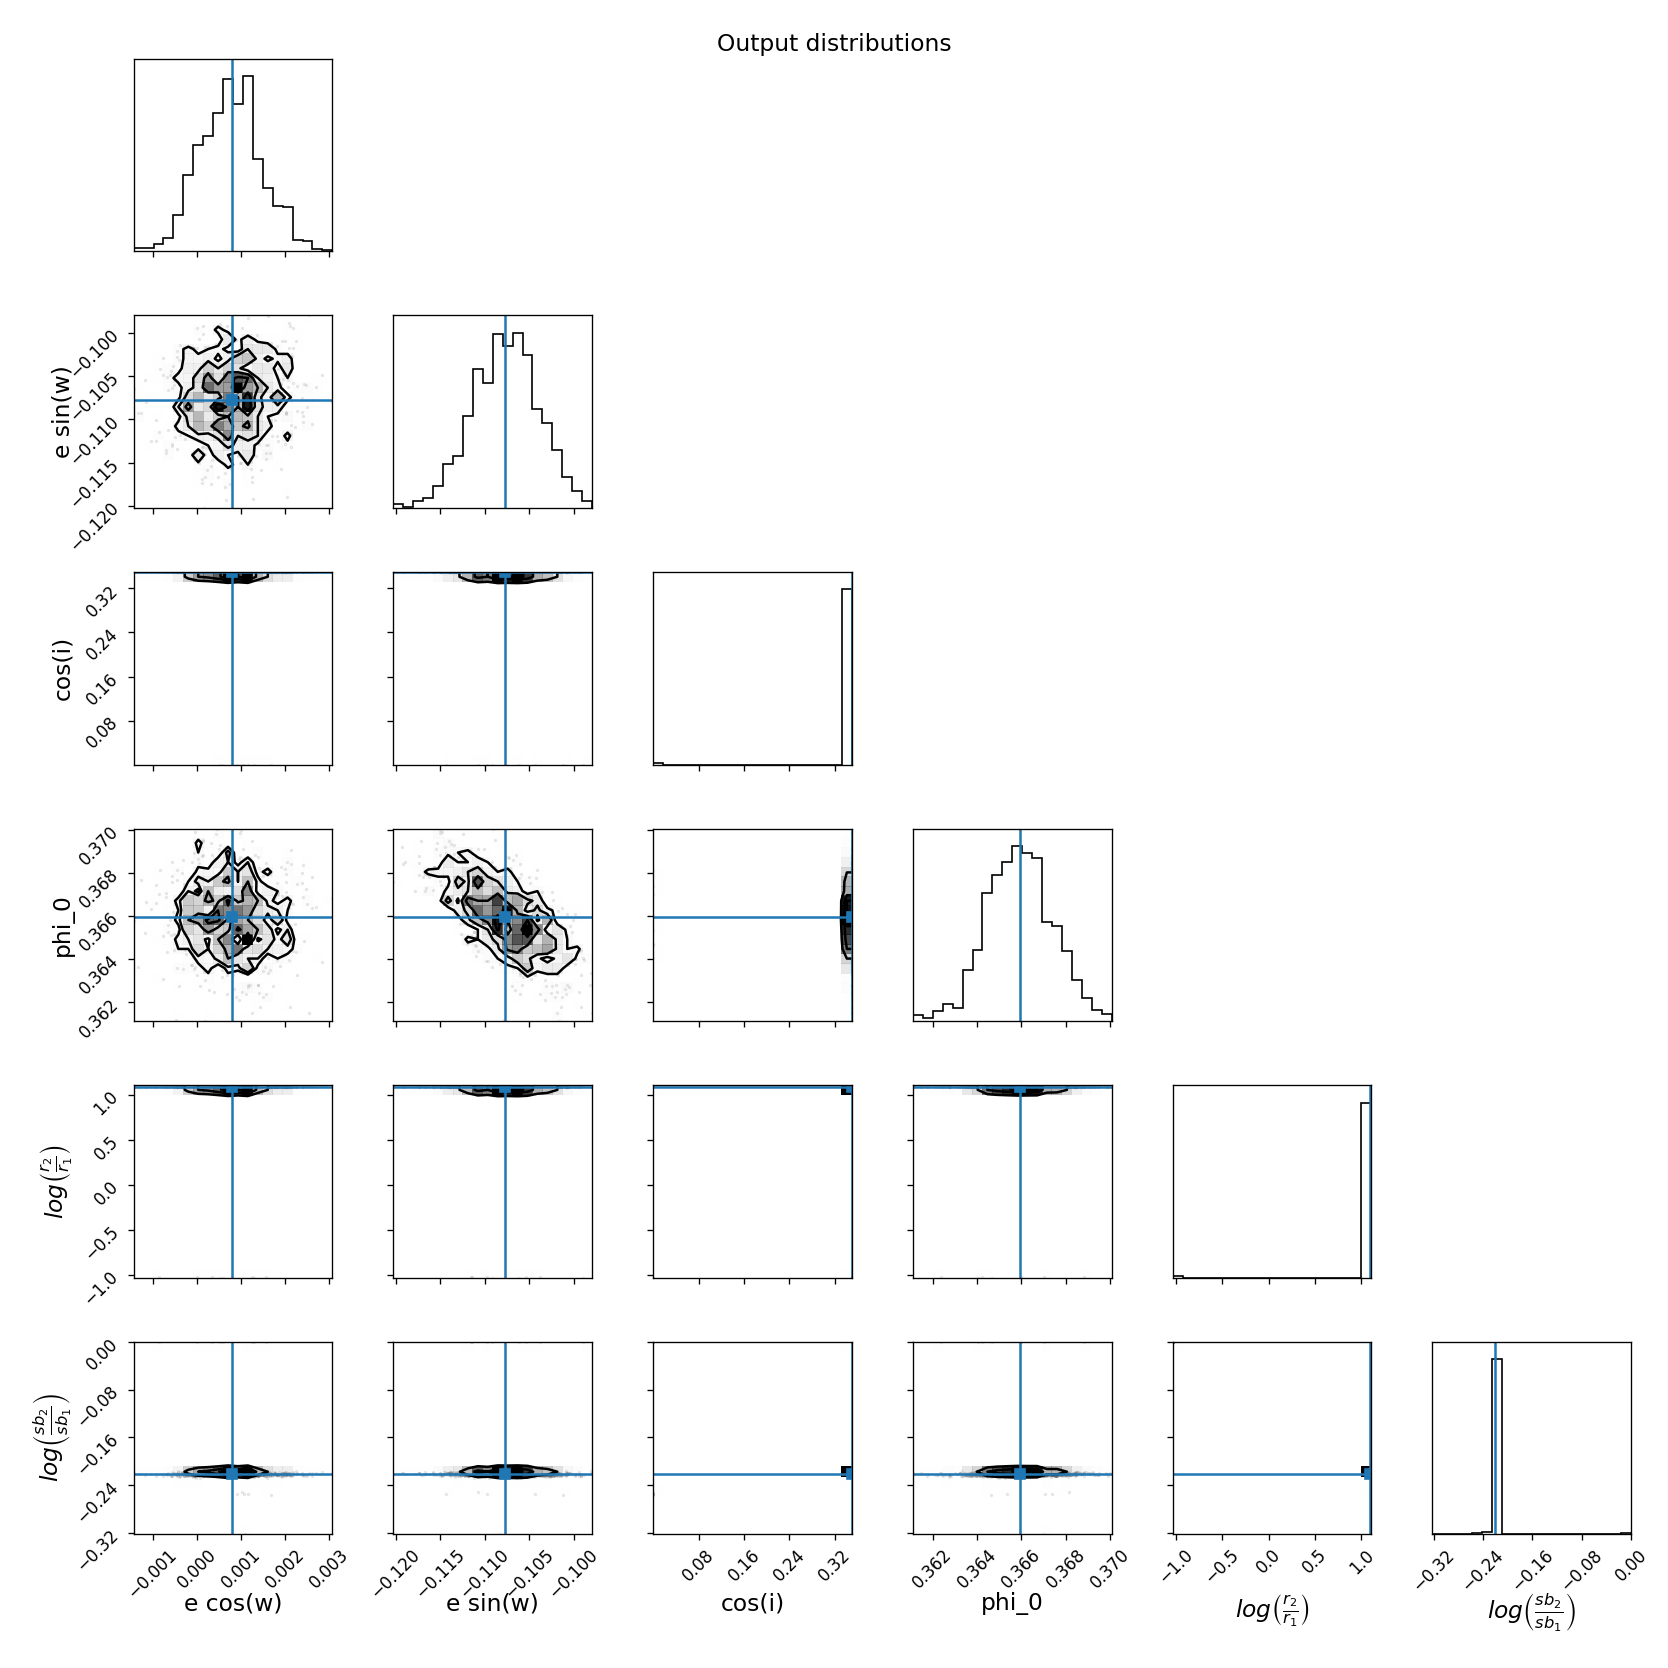 Output distributions
e sin(w)
−0.100
−0.105
−0.110
−0.115
−0.120
cos(i)
0.32
0.24
0.16
0.08
phi_0
0.370
0.368
0.366
0.364
0.362
log(r₂/r₁)
1.0
0.5
0.0
−0.5
−1.0
log(sb₂/sb₁)
0.00
−0.08
−0.16
−0.24
−0.32
−0.001 0.000 0.001 0.002 0.003
−0.120 −0.115 −0.110 −0.105 −0.100
0.08 0.16 0.24 0.32
0.362 0.364 0.366 0.368 0.370
−1.0 −0.5 0.0 0.5 1.0
−0.32 −0.24 −0.16 −0.08 0.00
e cos(w)
e sin(w)
cos(i)
phi_0
log(r₂/r₁)
log(sb₂/sb₁)